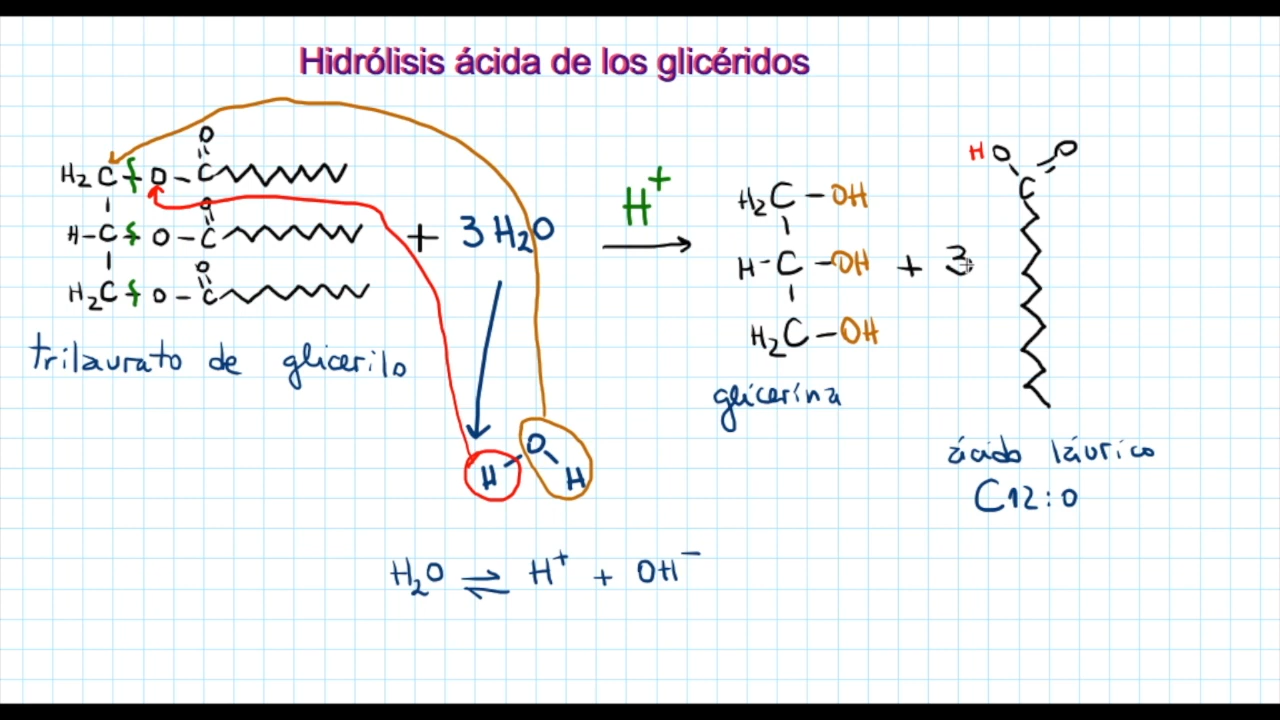 Hidrólisis ácida de los glicéridos
O
H₂C - O - C
O
H - C - O - C
O
H₂C - O - C
+ 3 H₂O
H⁺
H₂C - OH
H - C - OH
H₂C - OH
+ 3
HO O
C
trilaurato de glicerilo
glicerina
O
H H
ácido láurico
C12:0
H₂O ⇌ H⁺ + OH⁻